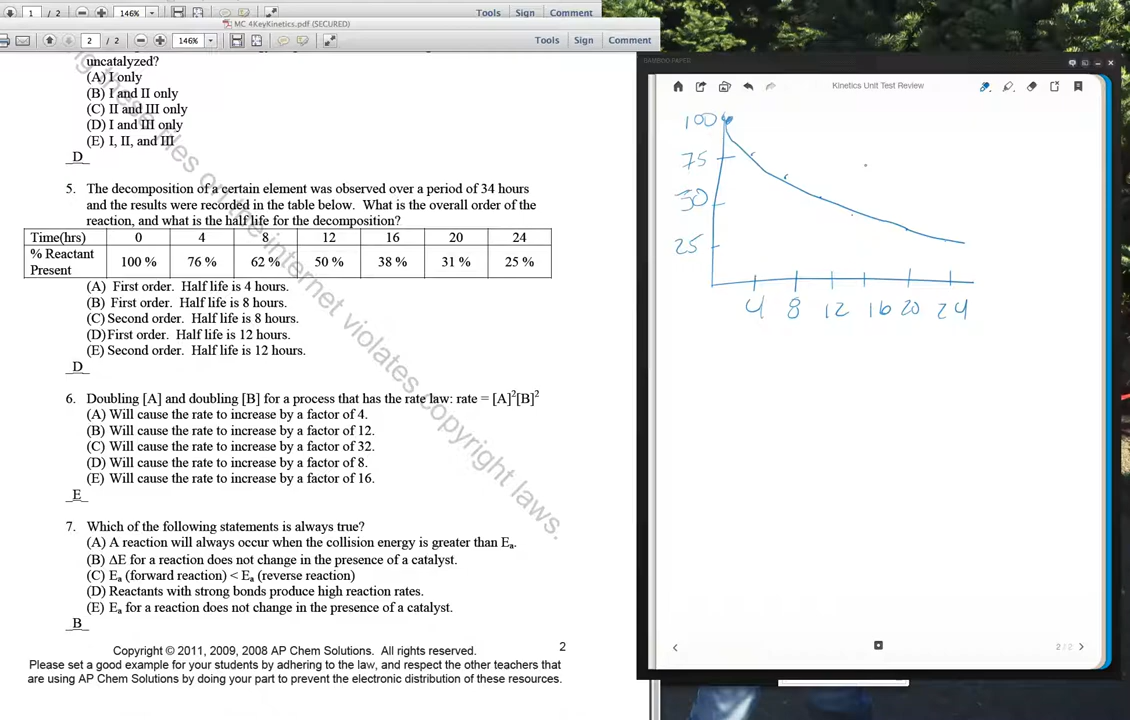 1 / 2 146% Tools Sign Comment
MC 4KeyKinetics.pdf (SECURED)
2 / 2 146% Tools Sign Comment
uncatalyzed?
(A) I only
(B) I and II only
(C) II and III only
(D) I and III only
(E) I, II, and III
D
5. The decomposition of a certain element was observed over a period of 34 hours
and the results were recorded in the table below. What is the overall order of the
reaction, and what is the half life for the decomposition?
Time(hrs) 0 4 8 12 16 20 24
% Reactant Present 100 % 76 % 62 % 50 % 38 % 31 % 25 %
(A) First order. Half life is 4 hours.
(B) First order. Half life is 8 hours.
(C) Second order. Half life is 8 hours.
(D) First order. Half life is 12 hours.
(E) Second order. Half life is 12 hours.
D
6. Doubling [A] and doubling [B] for a process that has the rate law: rate = [A]²[B]²
(A) Will cause the rate to increase by a factor of 4.
(B) Will cause the rate to increase by a factor of 12.
(C) Will cause the rate to increase by a factor of 32.
(D) Will cause the rate to increase by a factor of 8.
(E) Will cause the rate to increase by a factor of 16.
E
7. Which of the following statements is always true?
(A) A reaction will always occur when the collision energy is greater than Eₐ.
(B) ΔE for a reaction does not change in the presence of a catalyst.
(C) Eₐ (forward reaction) < Eₐ (reverse reaction)
(D) Reactants with strong bonds produce high reaction rates.
(E) Eₐ for a reaction does not change in the presence of a catalyst.
B
2
Copyright © 2011, 2009, 2008 AP Chem Solutions. All rights reserved.
Please set a good example for your students by adhering to the law, and respect the other teachers that
are using AP Chem Solutions by doing your part to prevent the electronic distribution of these resources.
ng these files on the internet violates copyright laws.
BAMBOO PAPER
Kinetics Unit Test Review
100
75
50
25
4 8 12 16 20 24
2 / 2